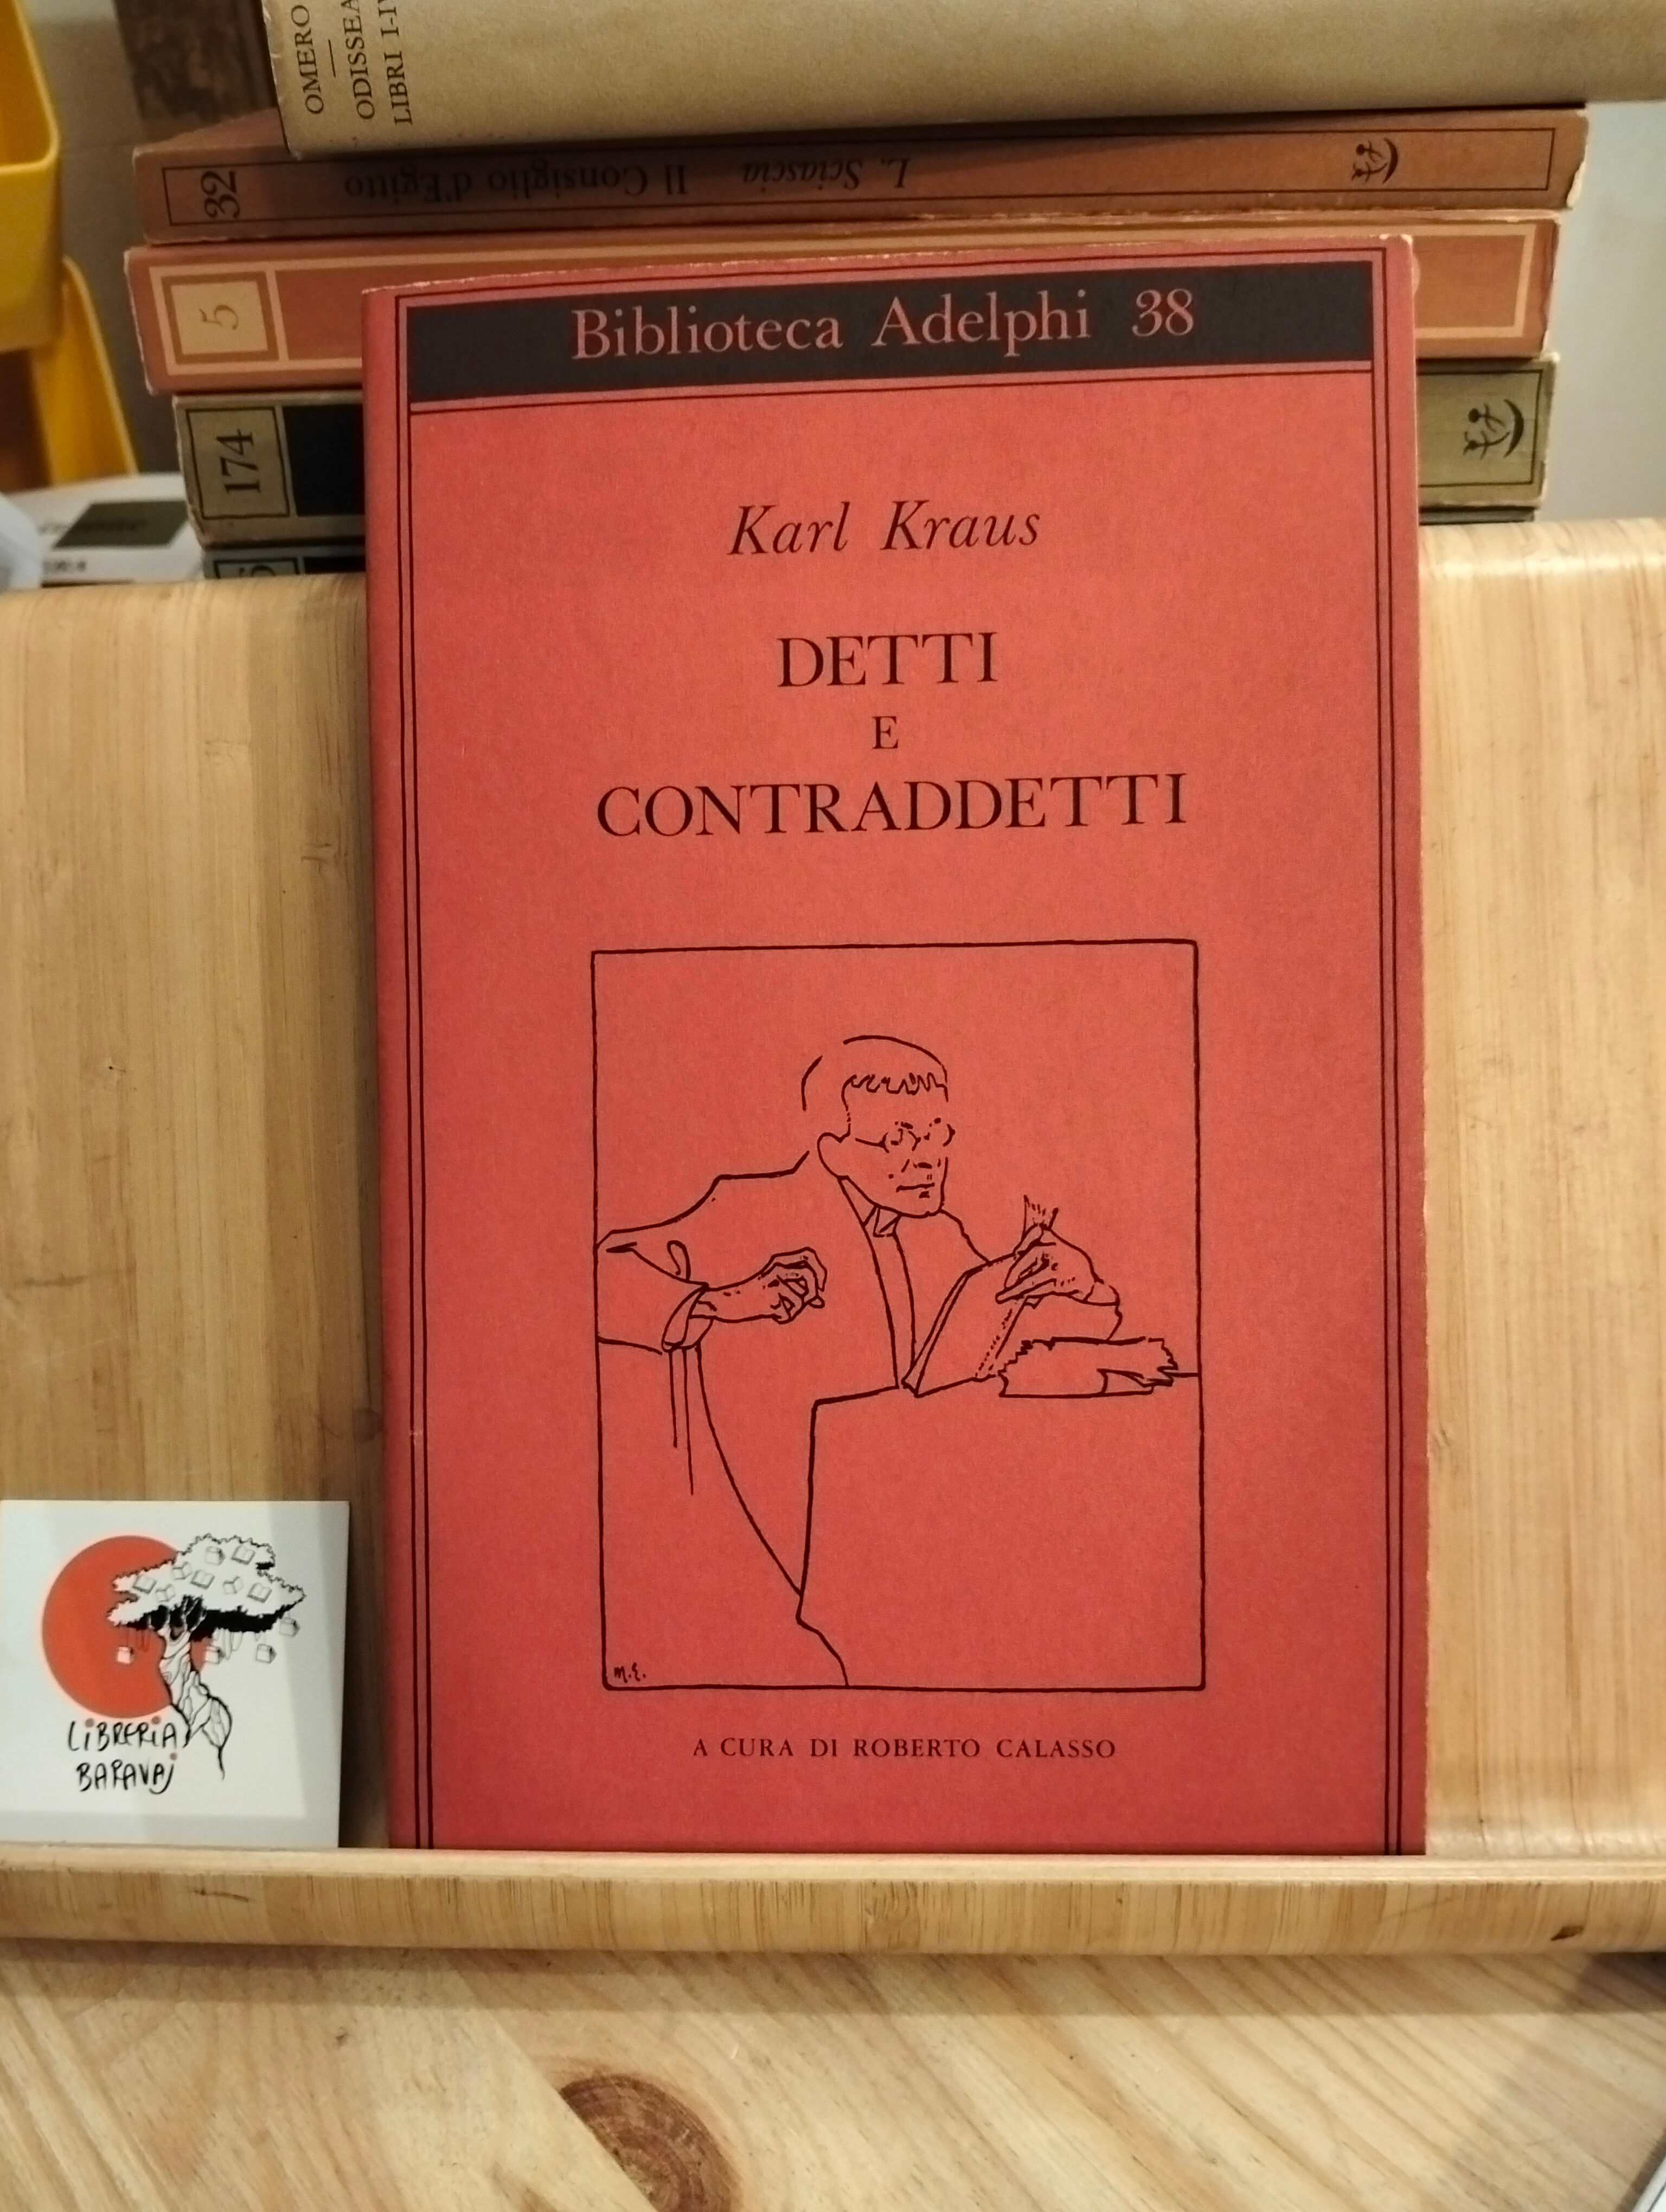 OMERO
ODISSEA
LIBRI I-IV
32
Il Consiglio d'Egitto
L. Sciascia
5
174
Biblioteca Adelphi 38
Karl Kraus
DETTI
E
CONTRADDETTI
M.E.
A CURA DI ROBERTO CALASSO
LIBRERIA
BARAVAJ